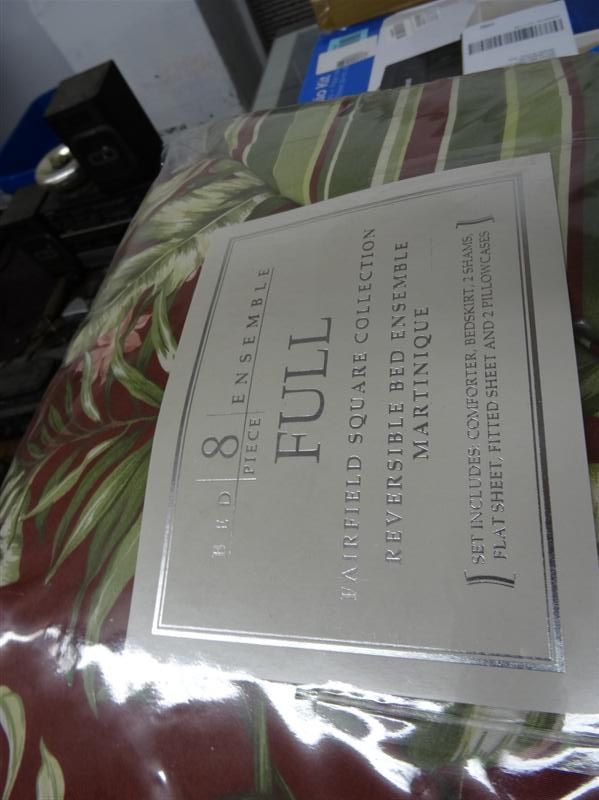 BED 8 PIECE ENSEMBLE
FULL
FAIRFIELD SQUARE COLLECTION
REVERSIBLE BED ENSEMBLE
MARTINIQUE
[SET INCLUDES: COMFORTER, BEDSKIRT, 2 SHAMS,
FLAT SHEET, FITTED SHEET AND 2 PILLOWCASES]